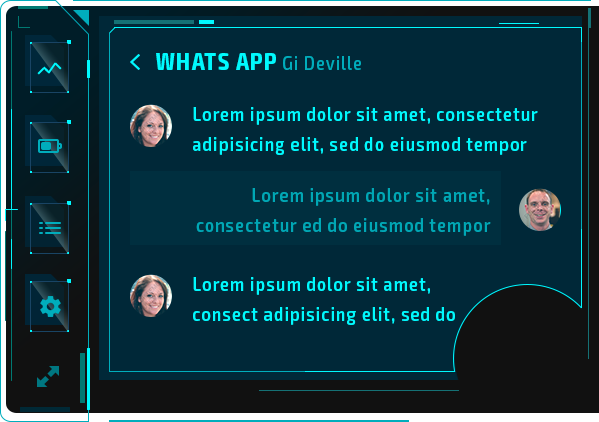 WHATS APP Gi Deville
Lorem ipsum dolor sit amet, consectetur
adipisicing elit, sed do eiusmod tempor
Lorem ipsum dolor sit amet,
consectetur ed do eiusmod tempor
Lorem ipsum dolor sit amet,
consect adipisicing elit, sed do